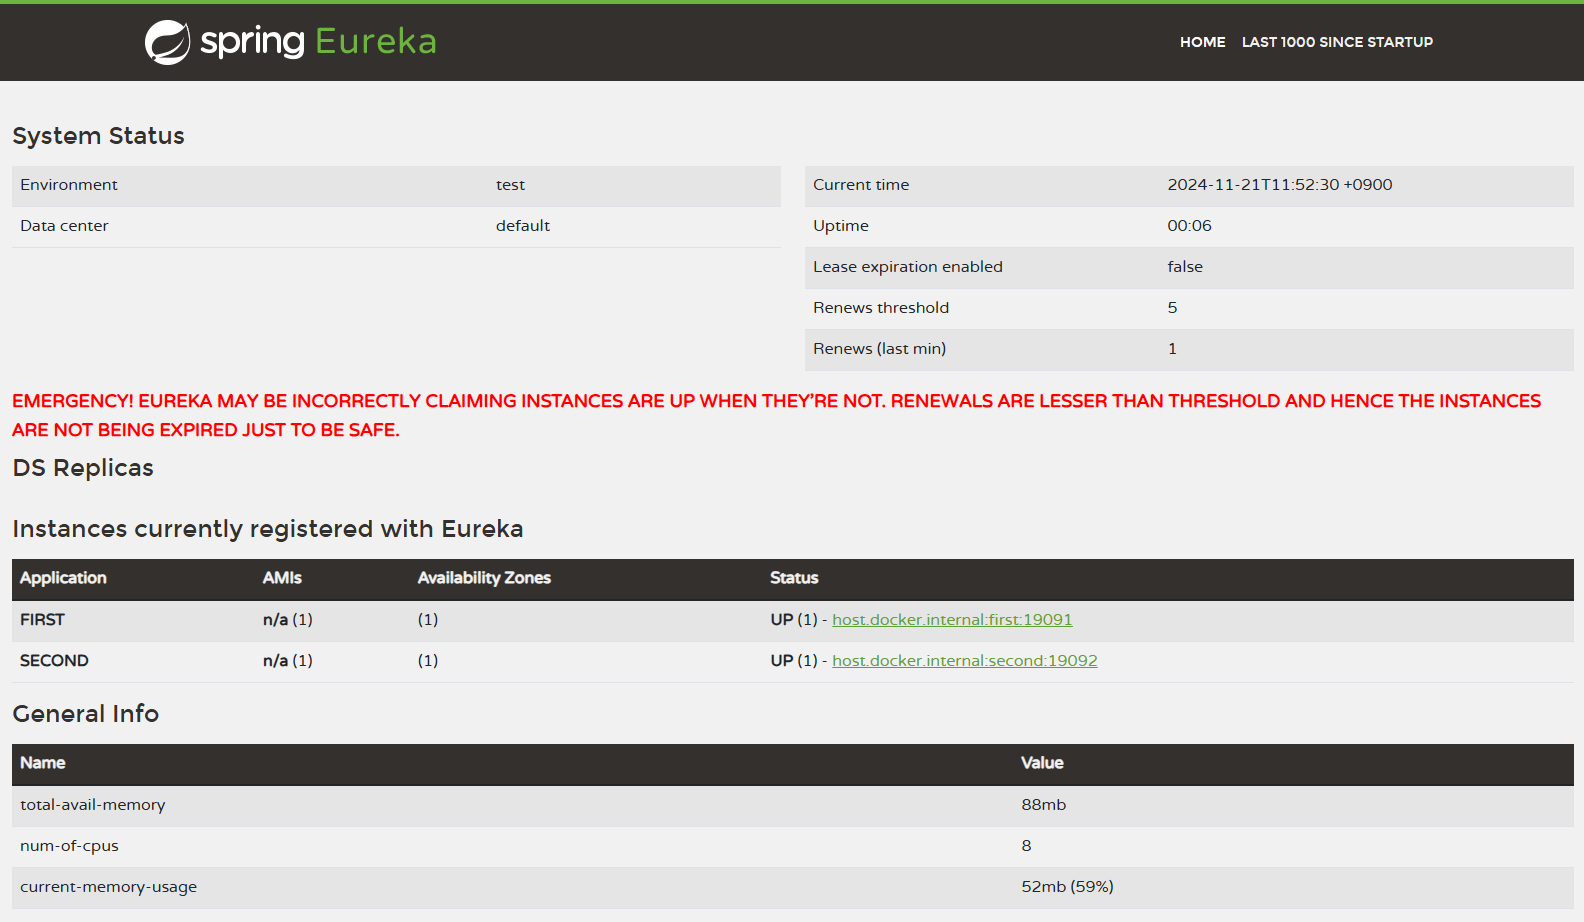 spring Eureka
HOME LAST 1000 SINCE STARTUP
System Status
Environment test
Data center default
Current time 2024-11-21T11:52:30 +0900
Uptime 00:06
Lease expiration enabled false
Renews threshold 5
Renews (last min) 1
EMERGENCY! EUREKA MAY BE INCORRECTLY CLAIMING INSTANCES ARE UP WHEN THEY'RE NOT. RENEWALS ARE LESSER THAN THRESHOLD AND HENCE THE INSTANCES
ARE NOT BEING EXPIRED JUST TO BE SAFE.
DS Replicas
Instances currently registered with Eureka
Application AMIs Availability Zones Status
FIRST n/a (1) (1) UP (1) - host.docker.internal:first:19091
SECOND n/a (1) (1) UP (1) - host.docker.internal:second:19092
General Info
Name Value
total-avail-memory 88mb
num-of-cpus 8
current-memory-usage 52mb (59%)